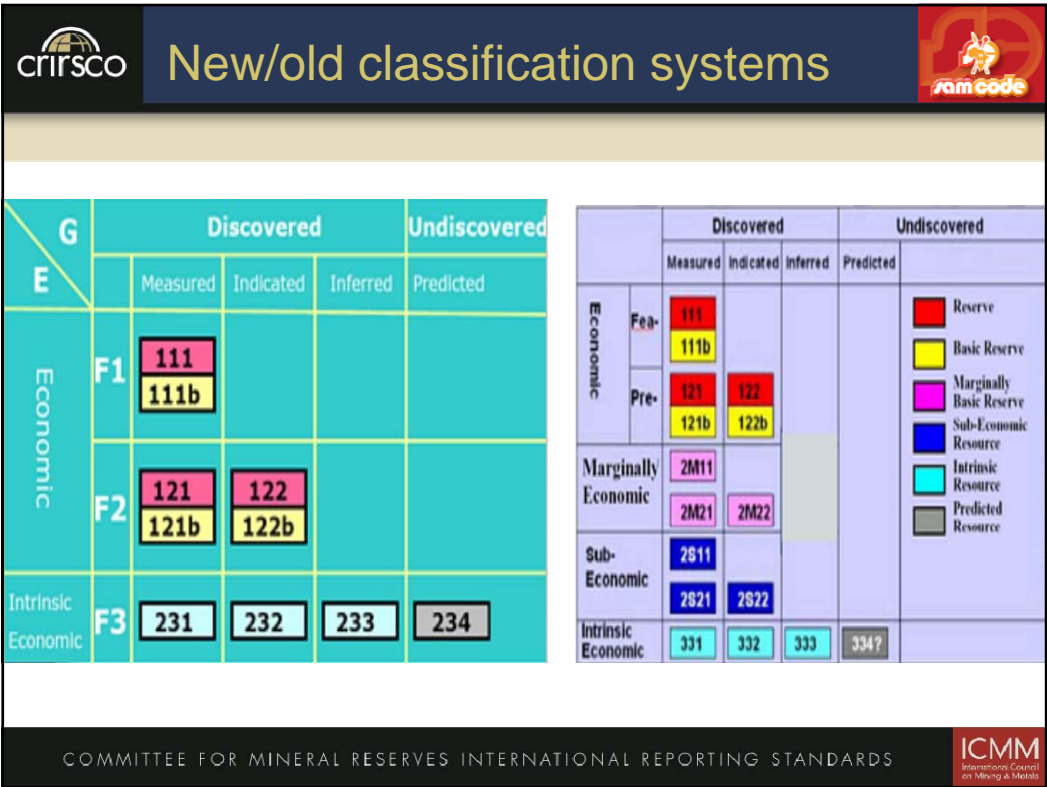 crirsco
New/old classification systems
samcode
G
E
Discovered
Undiscovered
Measured
Indicated
Inferred
Predicted
Economic
F1
111
111b
F2
121
122
121b
122b
Intrinsic
Economic
F3
231
232
233
234
Discovered
Undiscovered
Measured
Indicated
Inferred
Predicted
Economic
Fea-
111
111b
Pre-
121
122
121b
122b
Marginally
Economic
2M11
2M21
2M22
Sub-
Economic
2S11
2S21
2S22
Intrinsic
Economic
331
332
333
334?
Reserve
Basic Reserve
Marginally
Basic Reserve
Sub-Economic
Resource
Intrinsic
Resource
Predicted
Resource
COMMITTEE FOR MINERAL RESERVES INTERNATIONAL REPORTING STANDARDS
ICMM
International Council
on Mining & Metals